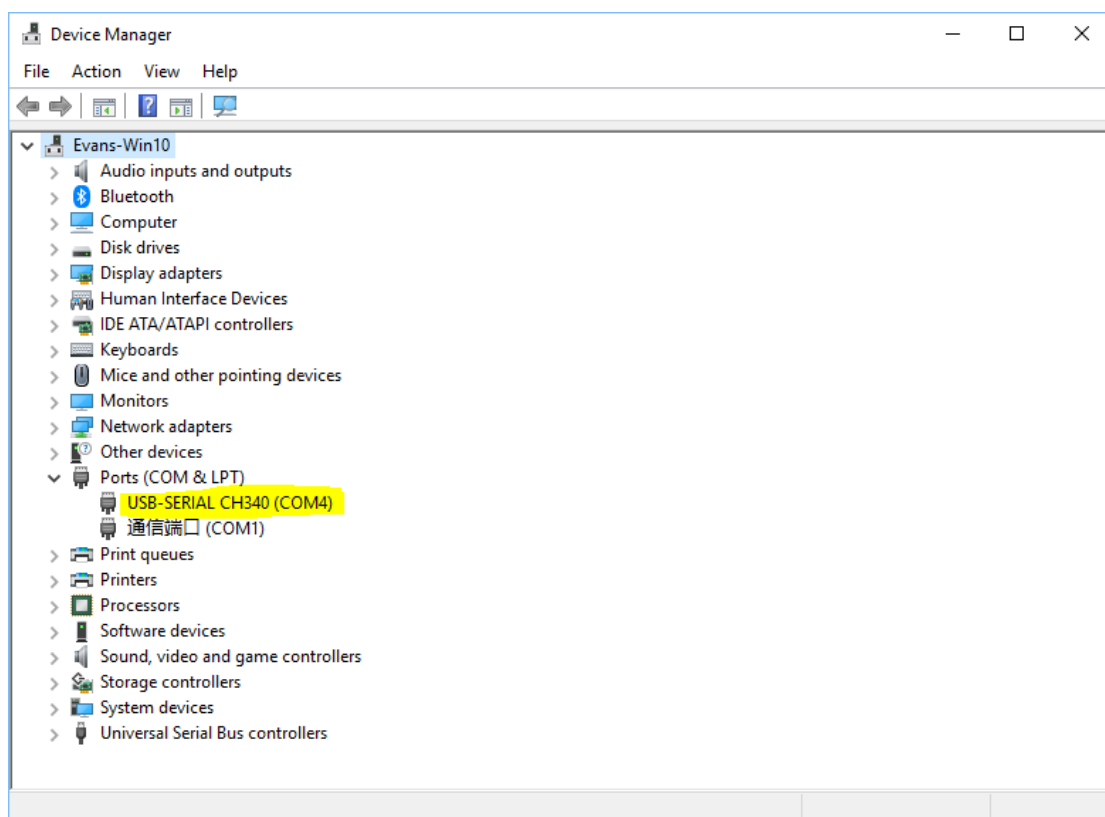 Device Manager
File Action View Help
Evans-Win10
Audio inputs and outputs
Bluetooth
Computer
Disk drives
Display adapters
Human Interface Devices
IDE ATA/ATAPI controllers
Keyboards
Mice and other pointing devices
Monitors
Network adapters
Other devices
Ports (COM & LPT)
USB-SERIAL CH340 (COM4)
通信端口 (COM1)
Print queues
Printers
Processors
Software devices
Sound, video and game controllers
Storage controllers
System devices
Universal Serial Bus controllers